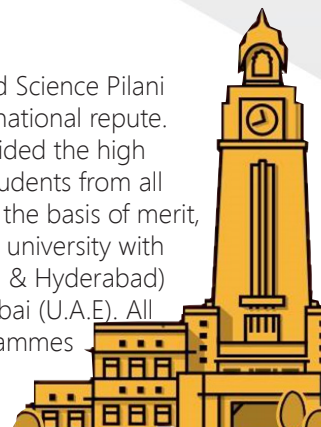 d Science Pilani
national repute.
ided the high
udents from all
the basis of merit,
university with
& Hyderabad)
bai (U.A.E). All
ammes